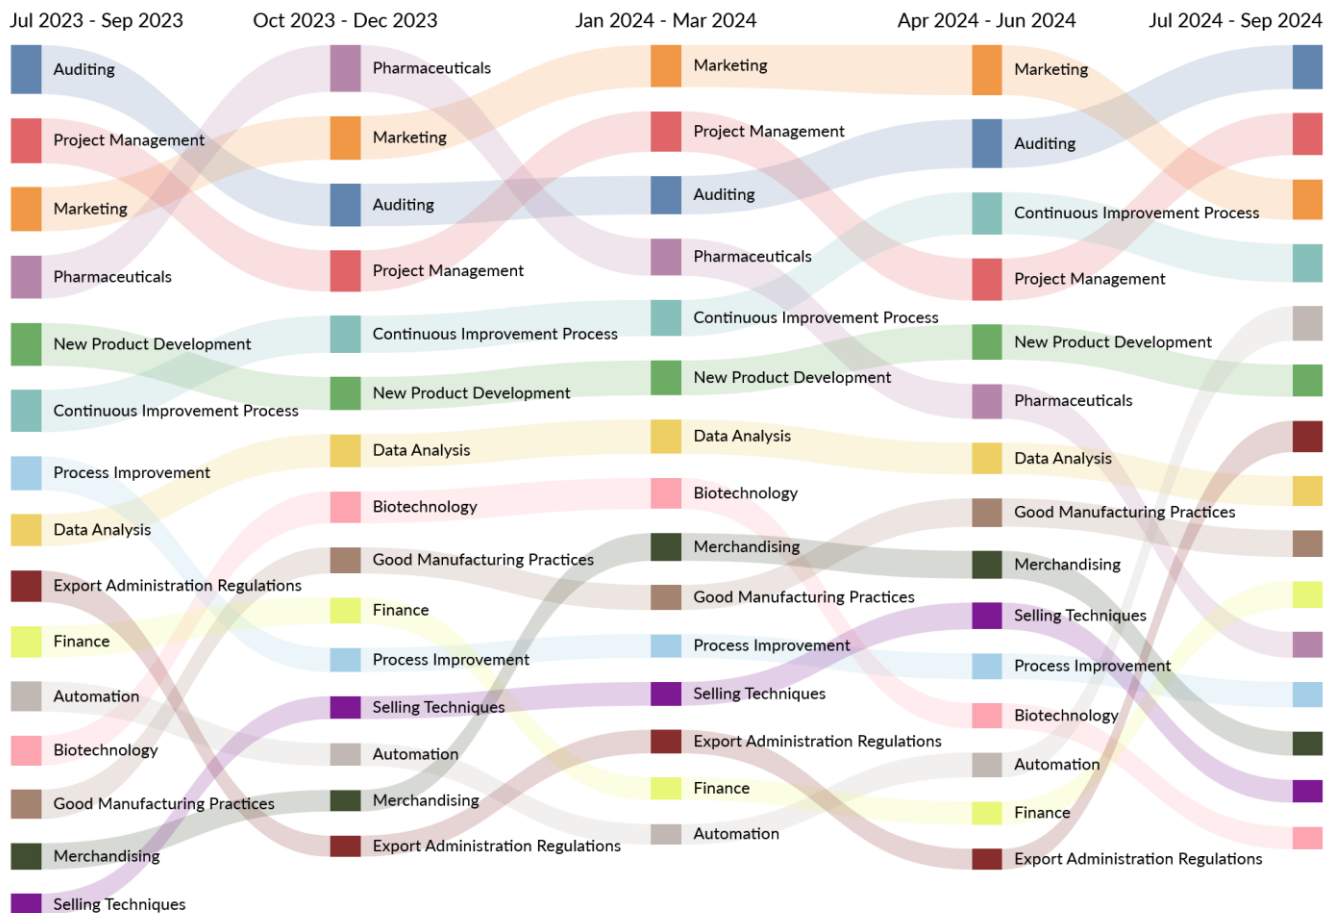 Jul 2023 - Sep 2023
Oct 2023 - Dec 2023
Jan 2024 - Mar 2024
Apr 2024 - Jun 2024
Jul 2024 - Sep 2024
Auditing
Project Management
Marketing
Pharmaceuticals
New Product Development
Continuous Improvement Process
Process Improvement
Data Analysis
Export Administration Regulations
Finance
Automation
Biotechnology
Good Manufacturing Practices
Merchandising
Selling Techniques
Pharmaceuticals
Marketing
Auditing
Project Management
Continuous Improvement Process
New Product Development
Data Analysis
Biotechnology
Good Manufacturing Practices
Finance
Process Improvement
Selling Techniques
Automation
Merchandising
Export Administration Regulations
Marketing
Project Management
Auditing
Pharmaceuticals
Continuous Improvement Process
New Product Development
Data Analysis
Biotechnology
Merchandising
Good Manufacturing Practices
Process Improvement
Selling Techniques
Export Administration Regulations
Finance
Automation
Marketing
Auditing
Continuous Improvement Process
Project Management
New Product Development
Pharmaceuticals
Data Analysis
Good Manufacturing Practices
Merchandising
Selling Techniques
Process Improvement
Biotechnology
Automation
Finance
Export Administration Regulations